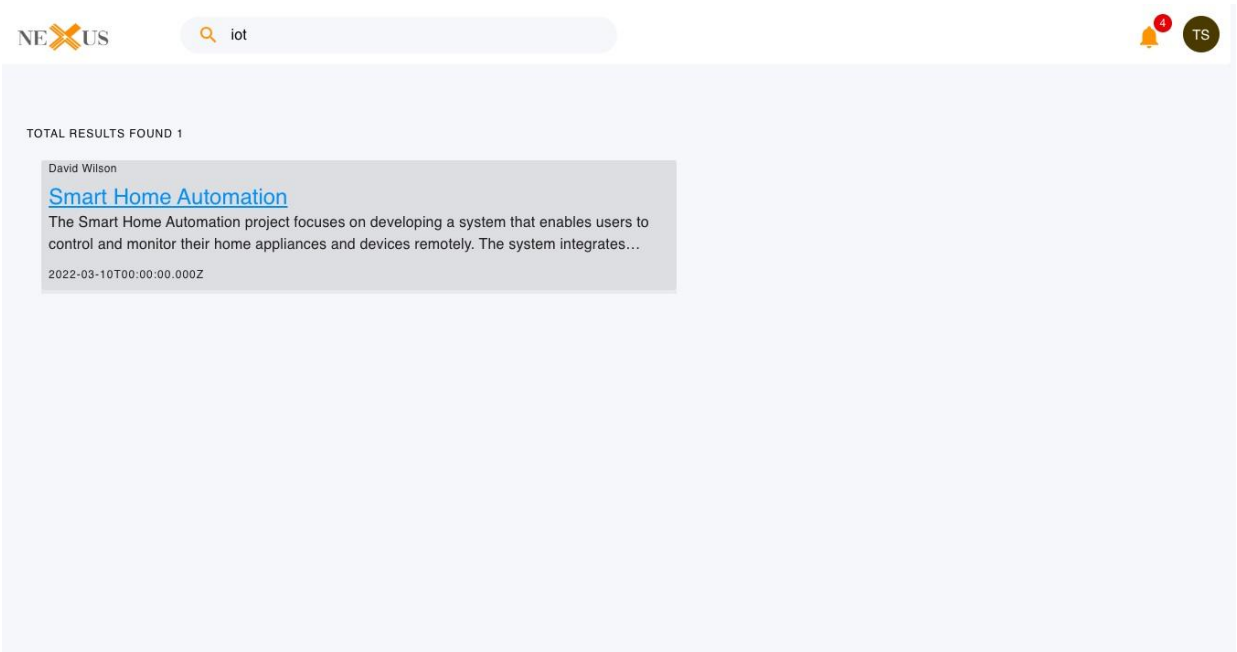 NEXUS
iot
4
TS
TOTAL RESULTS FOUND 1
David Wilson
Smart Home Automation
The Smart Home Automation project focuses on developing a system that enables users to
control and monitor their home appliances and devices remotely. The system integrates...
2022-03-10T00:00:00.000Z